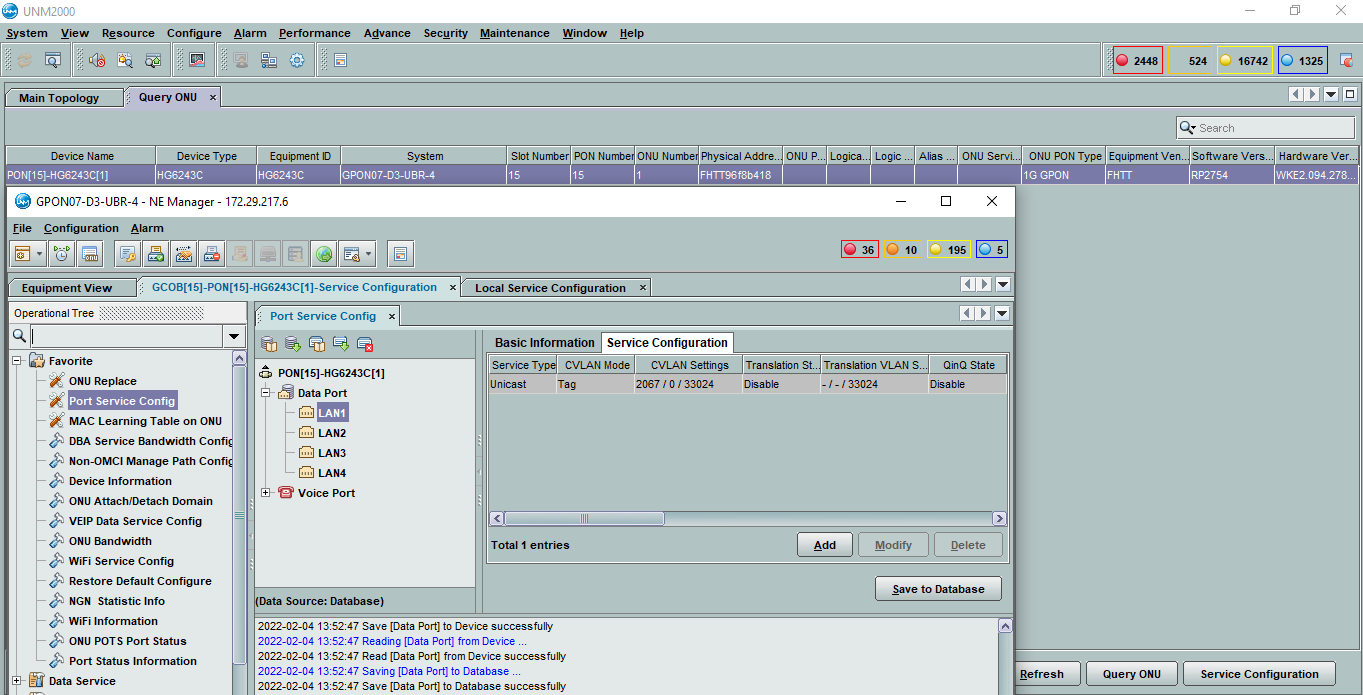 UNM2000
System View Resource Configure Alarm Performance Advance Security Maintenance Window Help
2448 524 16742 1325
Main Topology Query ONU ×
Search
Device Name Device Type Equipment ID System Slot Number PON Number ONU Number Physical Addre... ONU P... Logica... Logic ... Alias ... ONU Servi... ONU PON Type Equipment Ven... Software Vers... Hardware Ver...
PON[15]-HG6243C[1] HG6243C HG6243C GPON07-D3-UBR-4 15 15 1 FHTT96f8b418 1G GPON FHTT RP2754 WKE2.094.278...
GPON07-D3-UBR-4 - NE Manager - 172.29.217.6
File Configuration Alarm
36 10 195 5
Equipment View GCOB[15]-PON[15]-HG6243C[1]-Service Configuration × Local Service Configuration ×
Operational Tree
Favorite
ONU Replace
Port Service Config
MAC Learning Table on ONU
DBA Service Bandwidth Config
Non-OMCI Manage Path Config
Device Information
ONU Attach/Detach Domain
VEIP Data Service Config
ONU Bandwidth
WiFi Service Config
Restore Default Configure
NGN Statistic Info
WiFi Information
ONU POTS Port Status
Port Status Information
Data Service
Port Service Config ×
PON[15]-HG6243C[1]
Data Port
LAN1
LAN2
LAN3
LAN4
Voice Port
(Data Source: Database)
Basic Information Service Configuration
Service Type CVLAN Mode CVLAN Settings Translation St... Translation VLAN S... QinQ State
Unicast Tag 2067 / 0 / 33024 Disable - / - / 33024 Disable
Total 1 entries Add Modify Delete
Save to Database
2022-02-04 13:52:47 Save [Data Port] to Device successfully
2022-02-04 13:52:47 Reading [Data Port] from Device ...
2022-02-04 13:52:47 Read [Data Port] from Device successfully
2022-02-04 13:52:47 Saving [Data Port] to Database ...
2022-02-04 13:52:47 Save [Data Port] to Database successfully
Refresh Query ONU Service Configuration